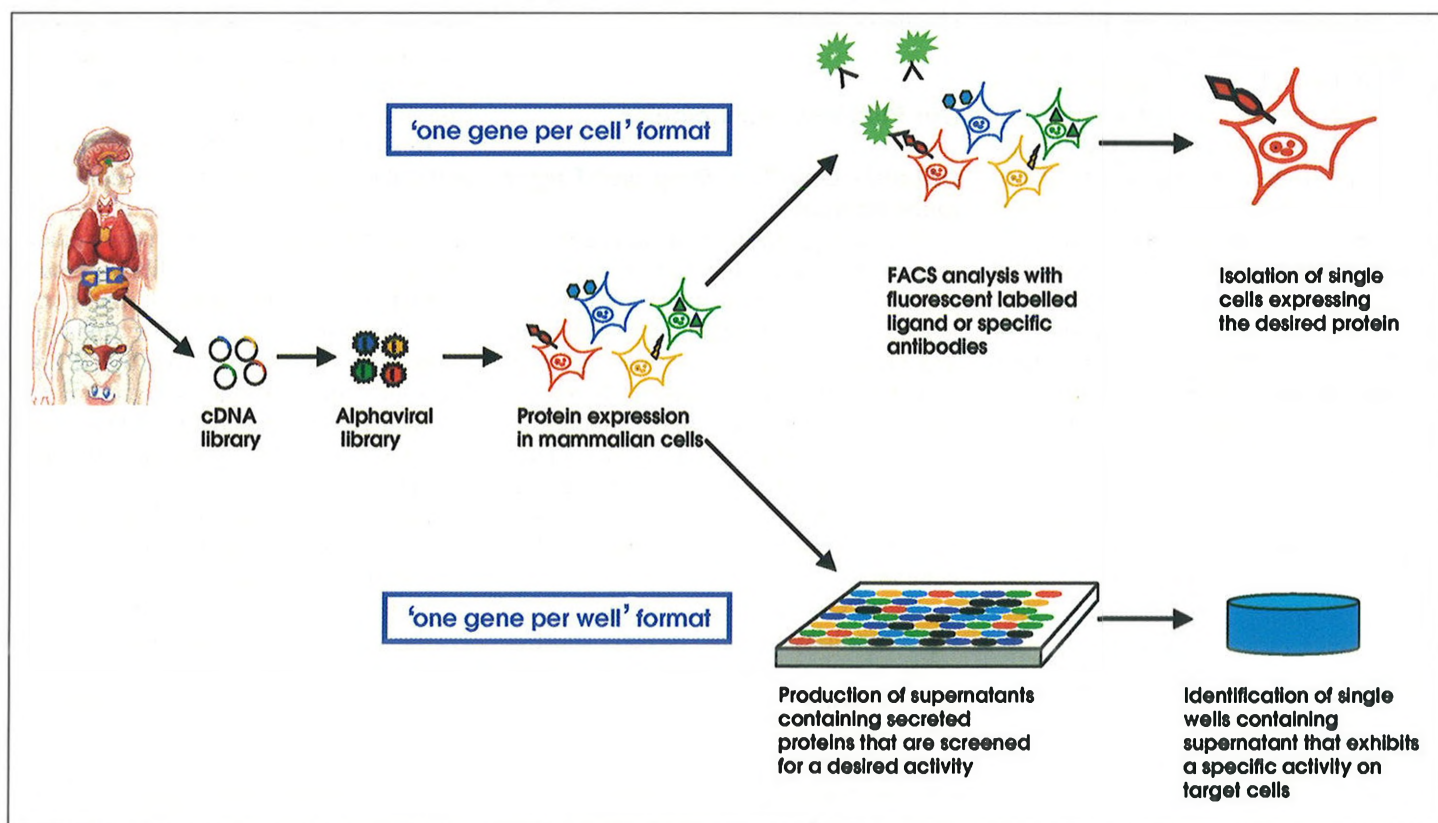 'one gene per cell' format
FACS analysis with
fluorescent labelled
ligand or specific
antibodies
Isolation of single
cells expressing
the desired protein
cDNA
library
Alphaviral
library
Protein expression
in mammalian cells
'one gene per well' format
Production of supernatants
containing secreted
proteins that are screened
for a desired activity
Identification of single
wells containing
supernatant that exhibits
a specific activity on
target cells